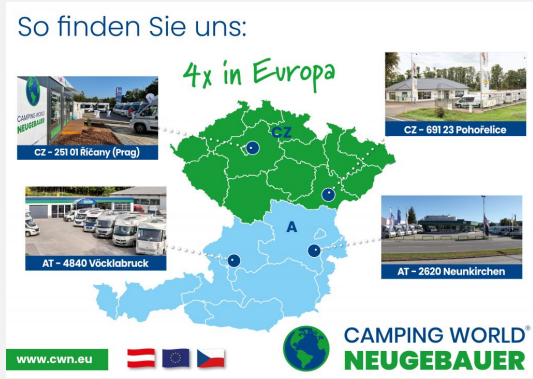 So finden Sie uns:
4x in Europa
CAMPING WORLD
NEUGEBAUER
CZ - 251 01 Říčany (Prag)
CZ - 691 23 Pohořelice
CZ
AT - 4840 Vöcklabruck
A
AT - 2620 Neunkirchen
www.cwn.eu
CAMPING WORLD®
NEUGEBAUER